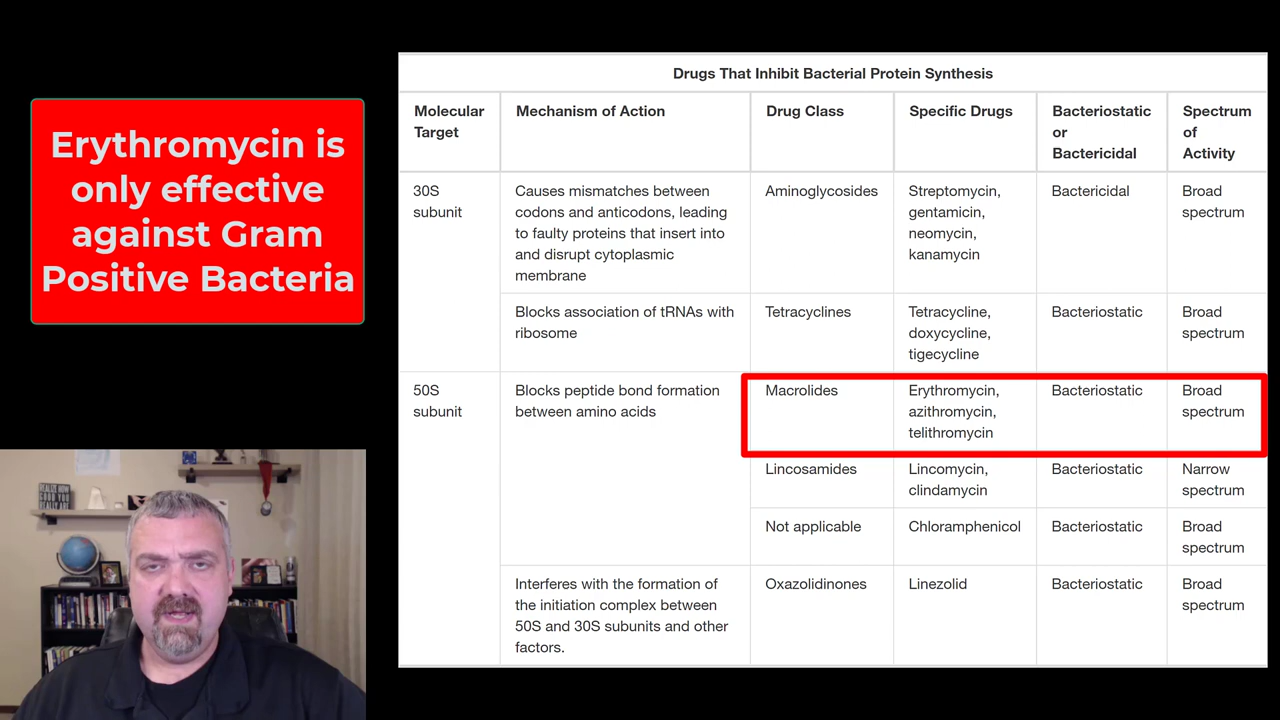 Erythromycin is
only effective
against Gram
Positive Bacteria
Drugs That Inhibit Bacterial Protein Synthesis
Molecular
Target
Mechanism of Action
Drug Class
Specific Drugs
Bacteriostatic
or
Bactericidal
Spectrum
of
Activity
30S
subunit
Causes mismatches between
codons and anticodons, leading
to faulty proteins that insert into
and disrupt cytoplasmic
membrane
Aminoglycosides
Streptomycin,
gentamicin,
neomycin,
kanamycin
Bactericidal
Broad
spectrum
Blocks association of tRNAs with
ribosome
Tetracyclines
Tetracycline,
doxycycline,
tigecycline
Bacteriostatic
Broad
spectrum
50S
subunit
Blocks peptide bond formation
between amino acids
Macrolides
Erythromycin,
azithromycin,
telithromycin
Bacteriostatic
Broad
spectrum
Lincosamides
Lincomycin,
clindamycin
Bacteriostatic
Narrow
spectrum
Not applicable
Chloramphenicol
Bacteriostatic
Broad
spectrum
Interferes with the formation of
the initiation complex between
50S and 30S subunits and other
factors.
Oxazolidinones
Linezolid
Bacteriostatic
Broad
spectrum